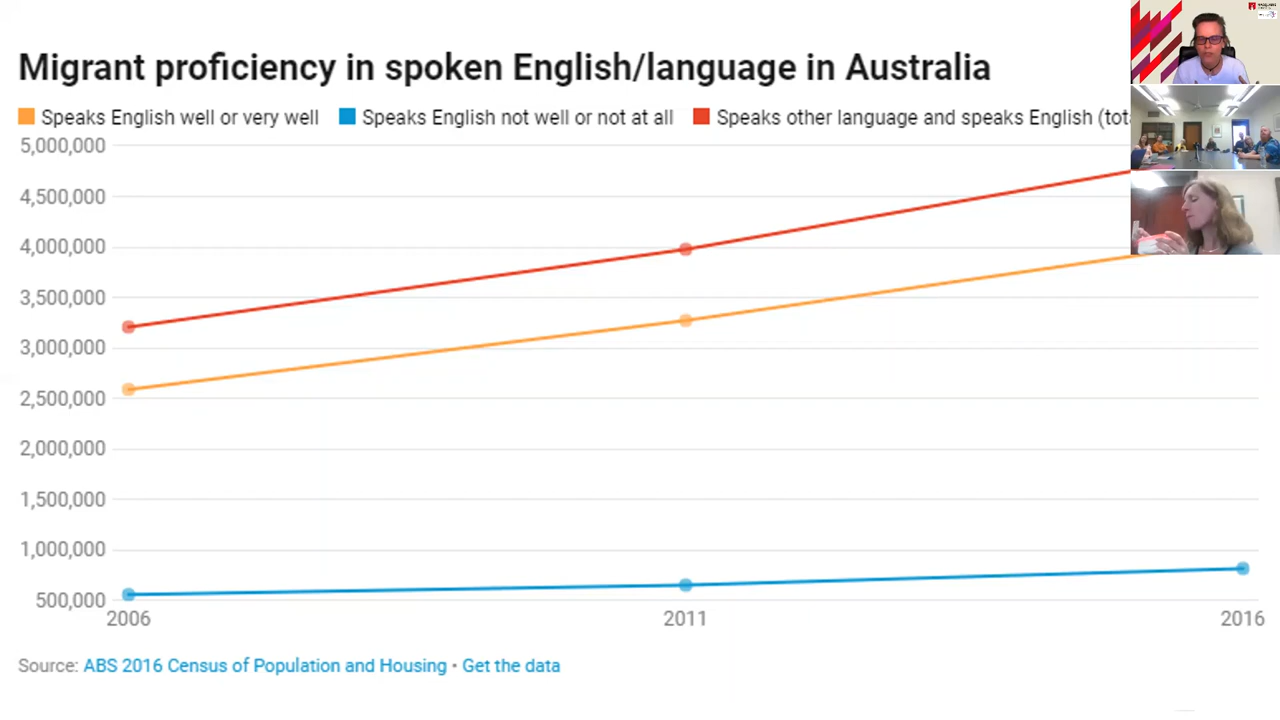 Migrant proficiency in spoken English/language in Australia
Speaks English well or very well
Speaks English not well or not at all
Speaks other language and speaks English (tot
5,000,000
4,500,000
4,000,000
3,500,000
3,000,000
2,500,000
2,000,000
1,500,000
1,000,000
500,000
2006
2011
2016
Source: ABS 2016 Census of Population and Housing • Get the data